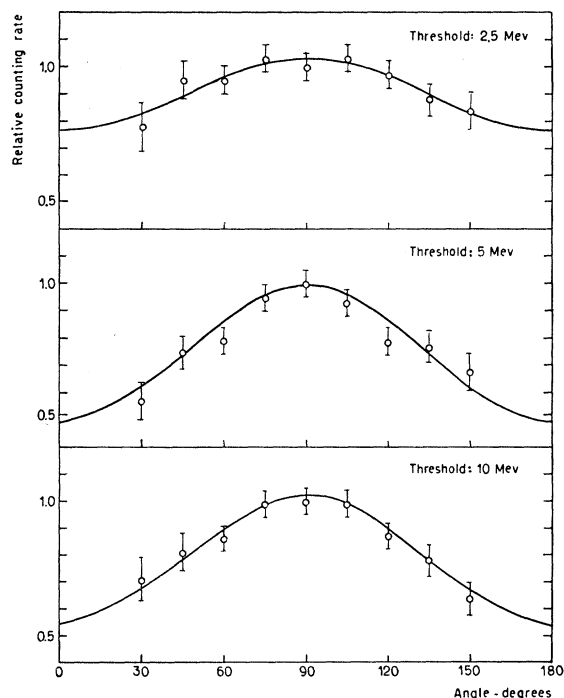 Relative counting rate
Threshold: 2.5 Mev
1.0
0.5
Threshold: 5 Mev
1.0
0.5
Threshold: 10 Mev
1.0
0.5
0 30 60 90 120 150 180
Angle - degrees